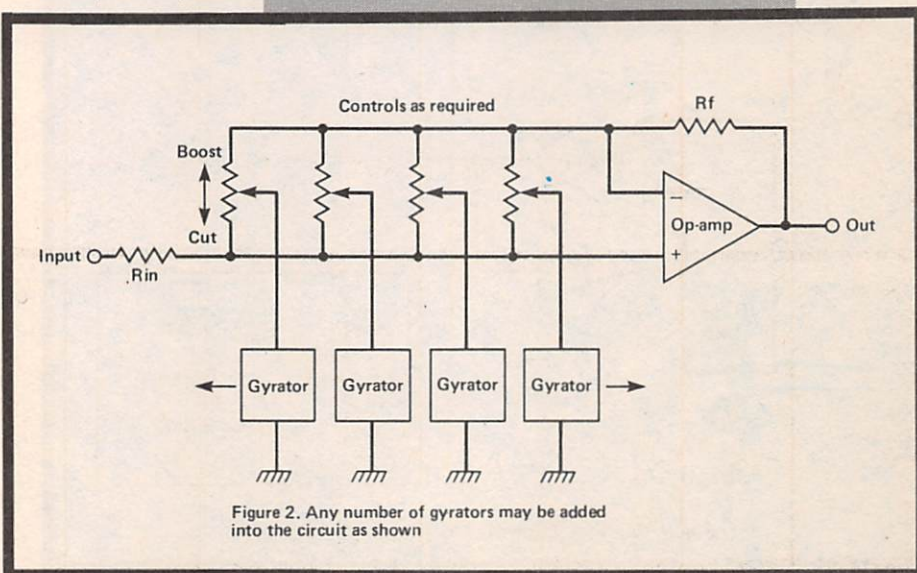 Controls as required
Rf
Boost
Cut
Input
Rin
−
+
Op-amp
Out
Gyrator
Gyrator
Gyrator
Gyrator
Figure 2. Any number of gyrators may be added
into the circuit as shown